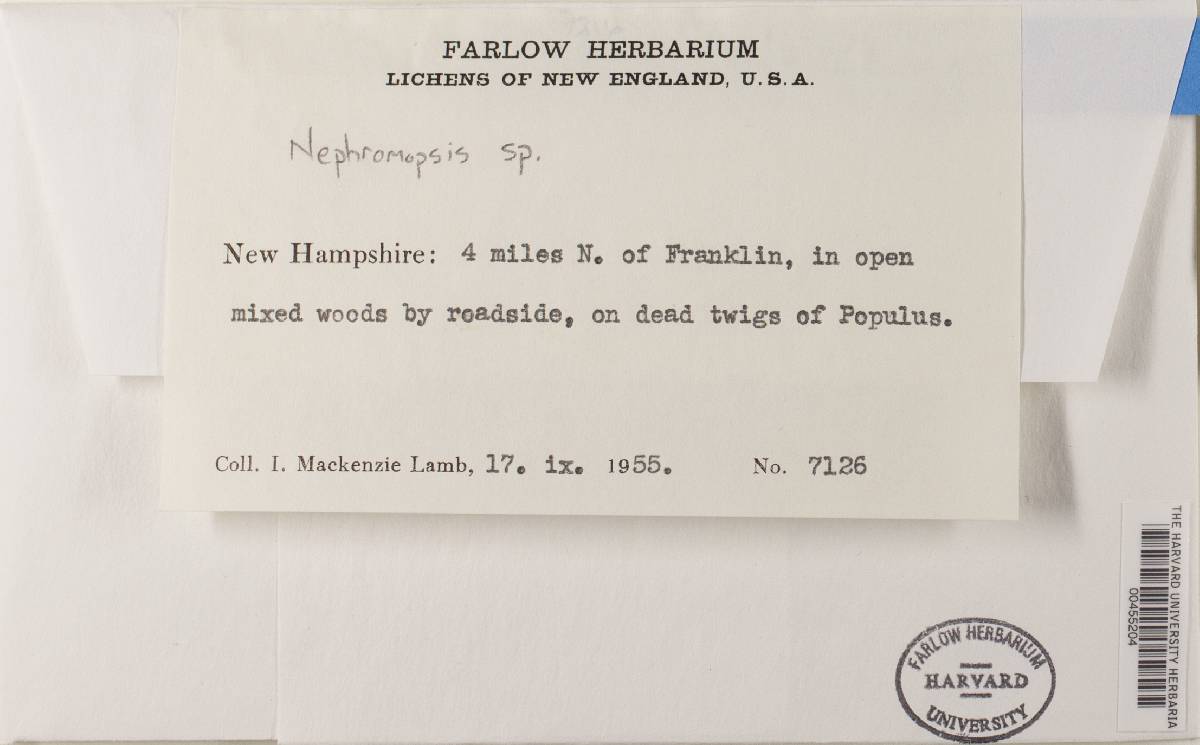 FARLOW HERBARIUM
LICHENS OF NEW ENGLAND, U.S.A.
Nephromopsis sp.
New Hampshire: 4 miles N. of Franklin, in open
mixed woods by roadside, on dead twigs of Populus.
Coll. I. Mackenzie Lamb, 17. ix. 1955. No. 7126
THE HARVARD UNIVERSITY HERBARIA
00455204
FARLOW HERBARIUM
HARVARD
UNIVERSITY